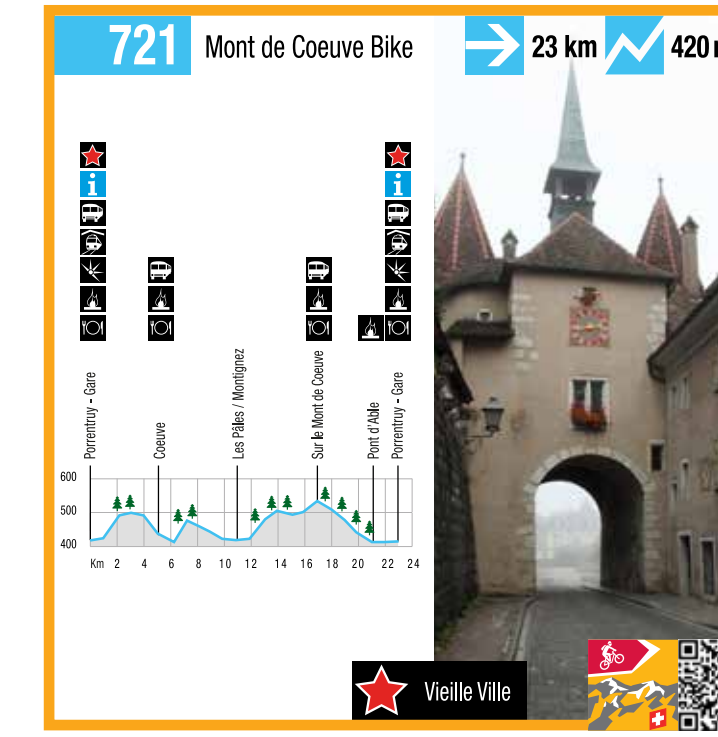 721 Mont de Coeuve Bike 23 km 420 m
Porrentruy - Gare
Coeuve
Les Pâles / Montignez
Sur le Mont de Coeuve
Pont d'Able
Porrentruy - Gare
600
500
400
Km 2 4 6 8 10 12 14 16 18 20 22 24
Vieille Ville